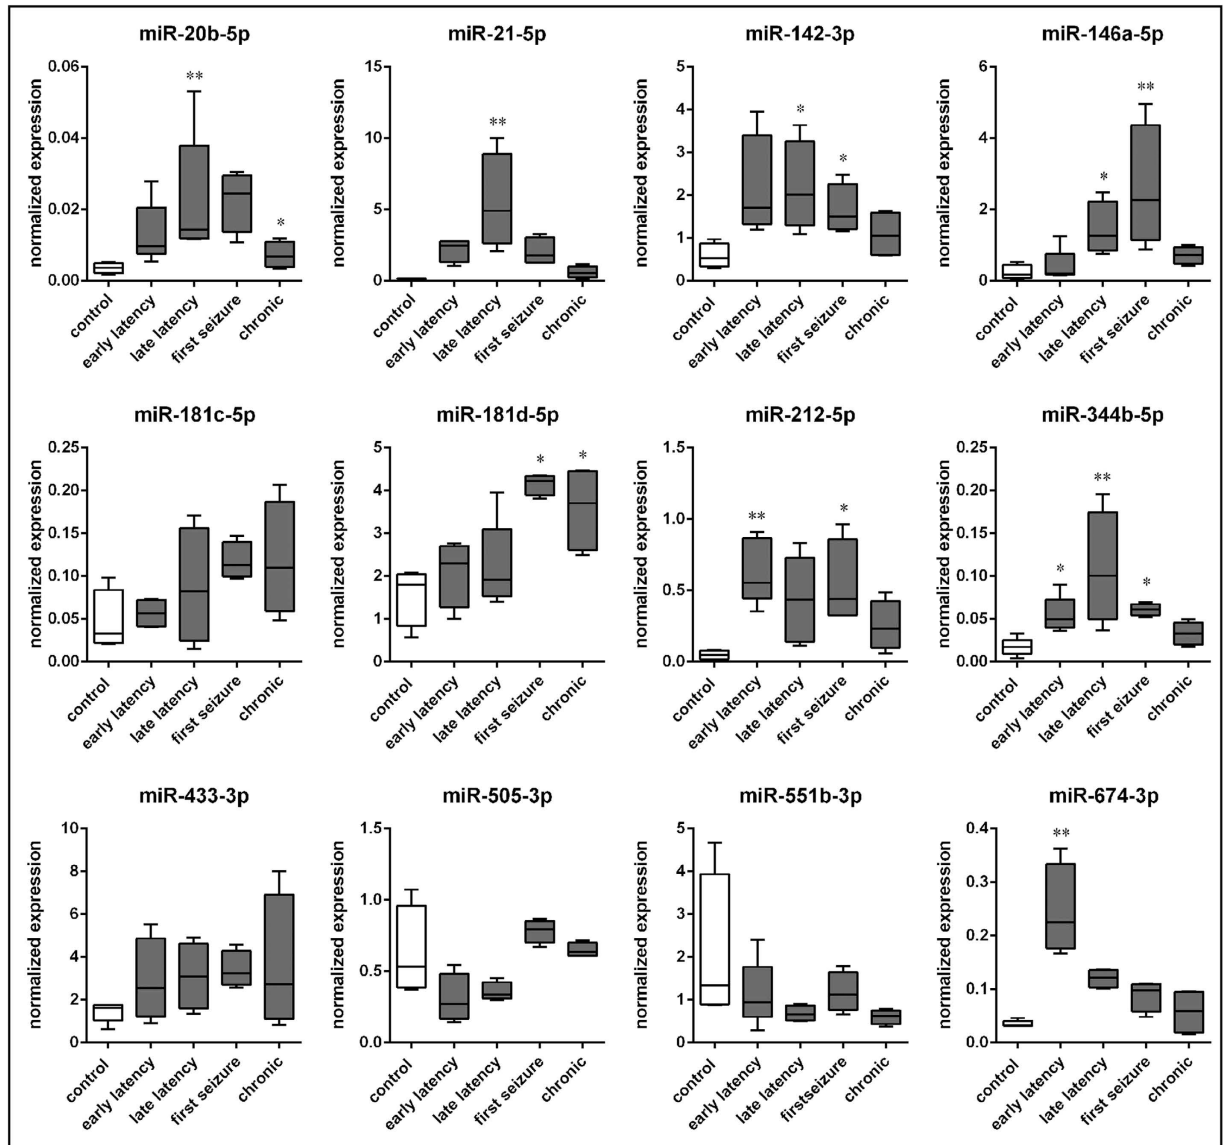 miR-20b-5p
normalized expression
0.06
0.04
0.02
0.00
**
*
control
early latency
late latency
first seizure
chronic
miR-21-5p
normalized expression
15
10
5
0
**
control
early latency
late latency
first seizure
chronic
miR-142-3p
normalized expression
5
4
3
2
1
0
*
*
control
early latency
late latency
first seizure
chronic
miR-146a-5p
normalized expression
6
4
2
0
*
**
control
early latency
late latency
first seizure
chronic
miR-181c-5p
normalized expression
0.25
0.20
0.15
0.10
0.05
0.00
control
early latency
late latency
first seizure
chronic
miR-181d-5p
normalized expression
5
4
3
2
1
0
*
*
control
early latency
late latency
first seizure
chronic
miR-212-5p
normalized expression
1.5
1.0
0.5
0.0
**
*
control
early latency
late latency
first seizure
chronic
miR-344b-5p
normalized expression
0.25
0.20
0.15
0.10
0.05
0.00
*
**
*
control
early latency
late latency
first eizure
chronic
miR-433-3p
normalized expression
10
8
6
4
2
0
control
early latency
late latency
first seizure
chronic
miR-505-3p
normalized expression
1.5
1.0
0.5
0.0
control
early latency
late latency
first seizure
chronic
miR-551b-3p
normalized expression
5
4
3
2
1
0
control
early latency
late latency
firstseizure
chronic
miR-674-3p
normalized expression
0.4
0.3
0.2
0.1
0.0
**
control
early latency
late latency
first seizure
chronic